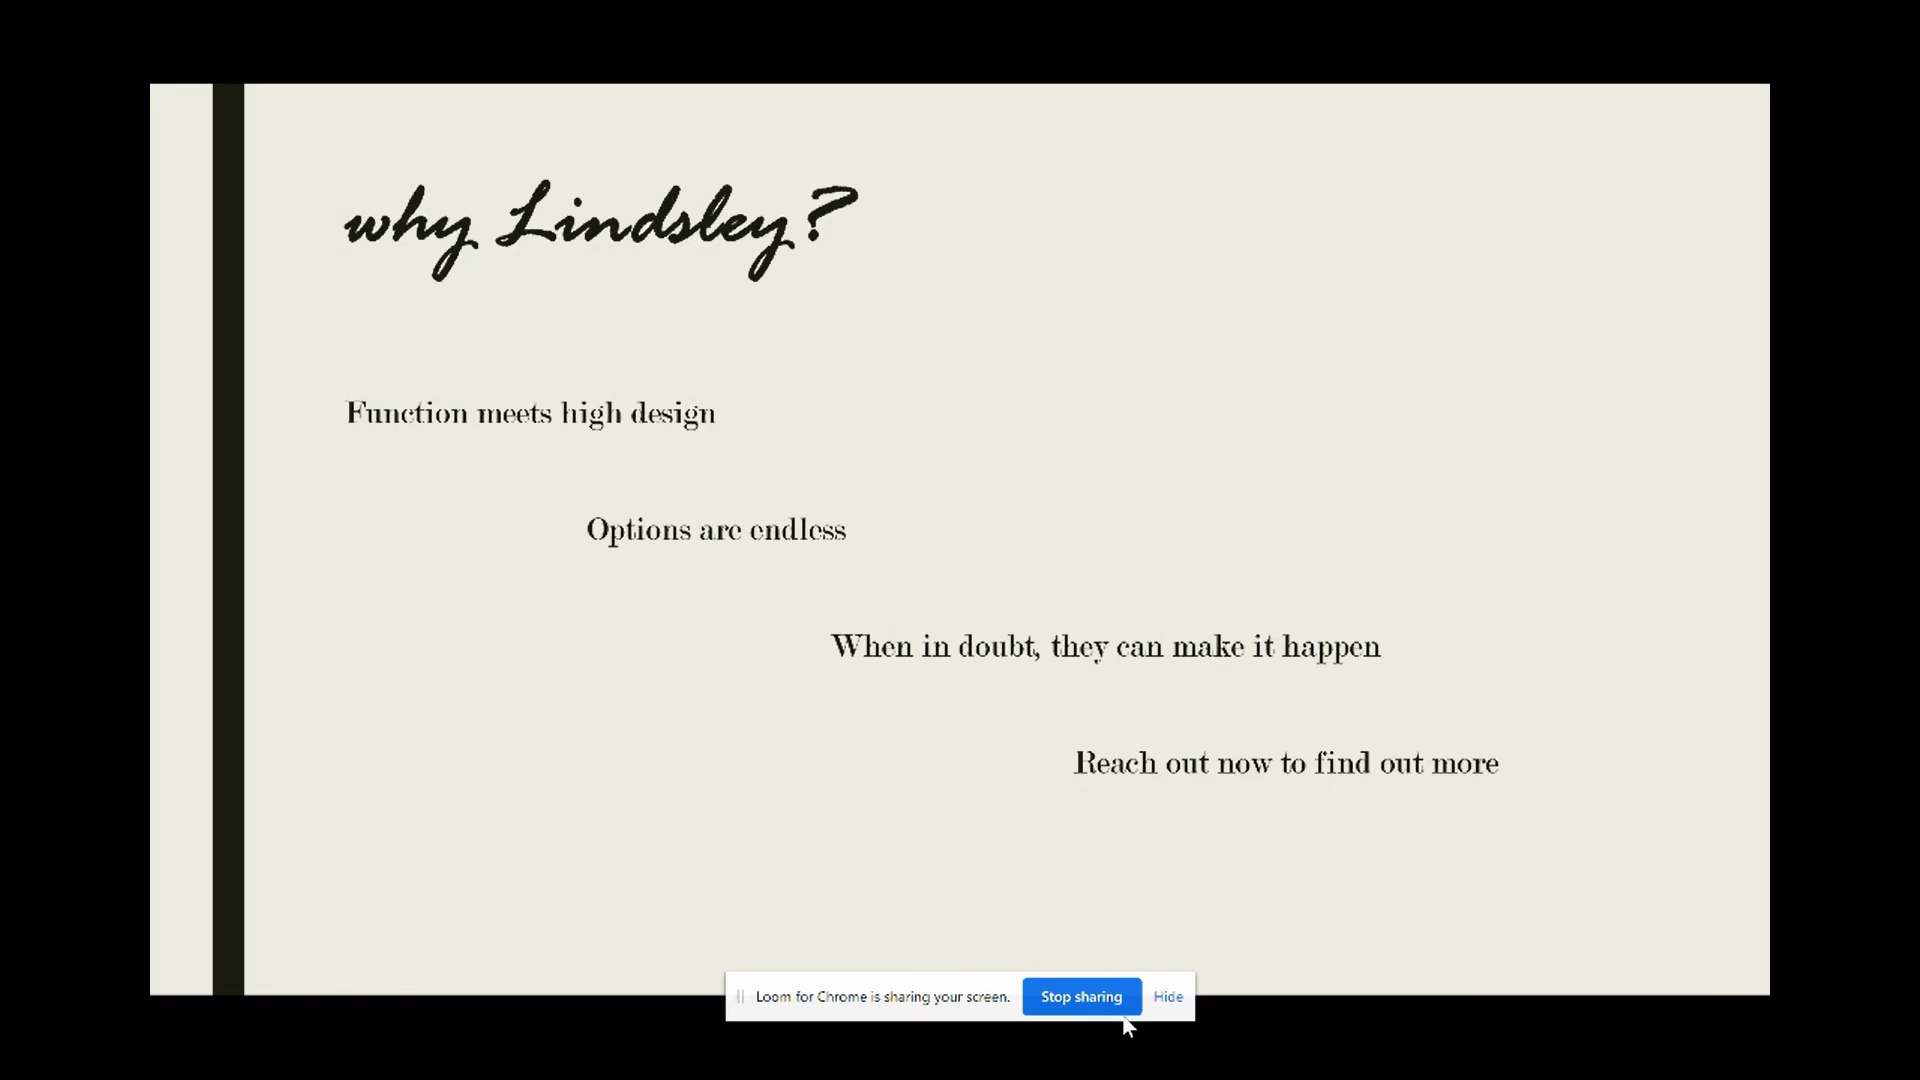 why Lindsley?
Function meets high design
Options are endless
When in doubt, they can make it happen
Reach out now to find out more
Loom for Chrome is sharing your screen. Stop sharing Hide